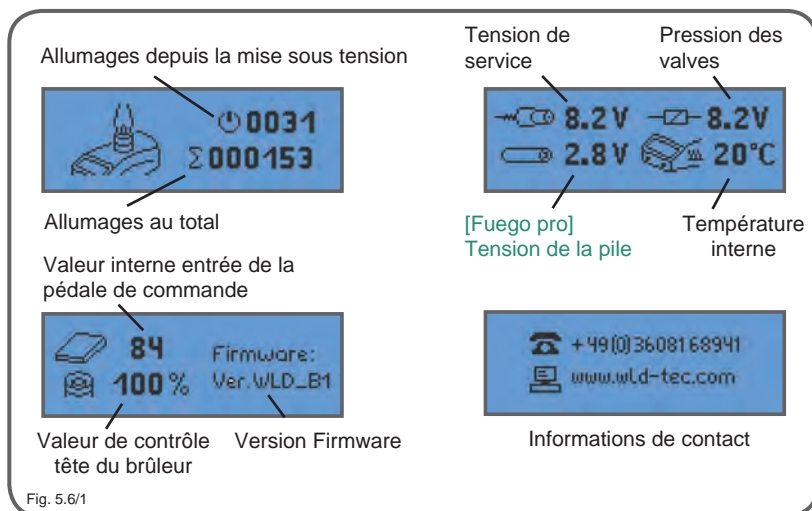 Allumages depuis la mise sous tension
0031
Σ000153
Allumages au total
Tension de
service
Pression des
valves
8.2V
8.2V
2.8V
20°C
[Fuego pro]
Tension de la pile
Température
interne
Valeur interne entrée de la
pédale de commande
84
100%
Firmware:
Ver.WLD_B1
Valeur de contrôle
tête du brûleur
Version Firmware
+49(0)3608168941
www.wld-tec.com
Informations de contact
Fig. 5.6/1